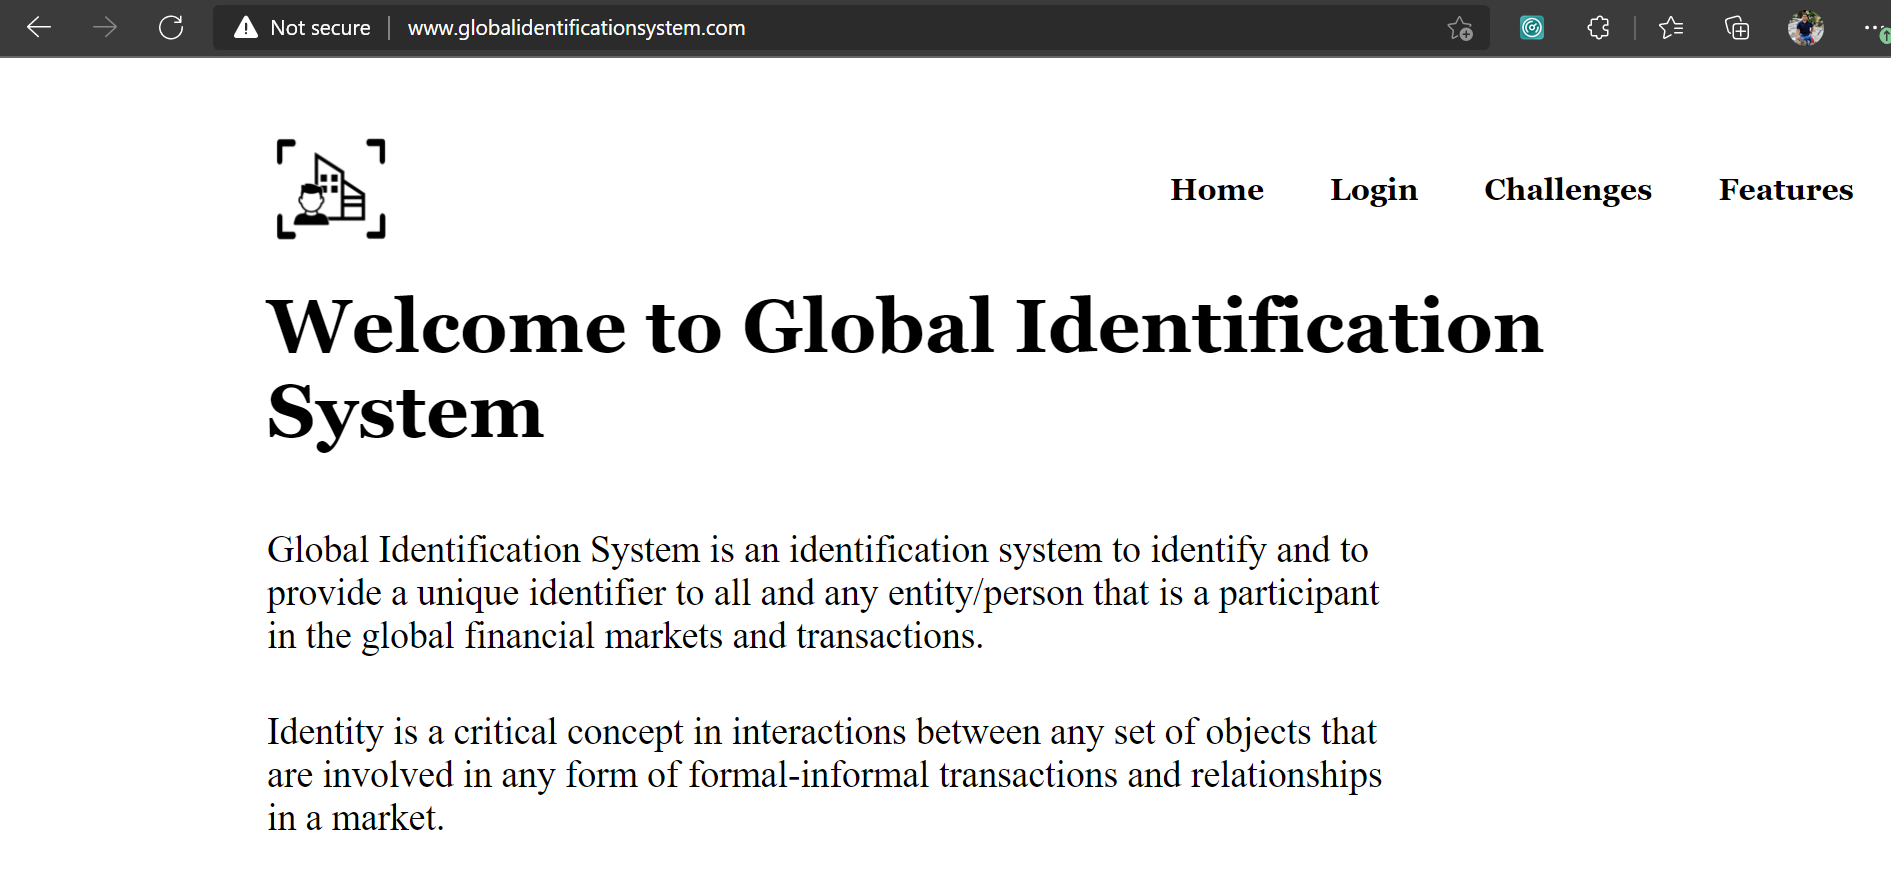 Not secure www.globalidentificationsystem.com
Home Login Challenges Features
Welcome to Global Identification
System
Global Identification System is an identification system to identify and to
provide a unique identifier to all and any entity/person that is a participant
in the global financial markets and transactions.
Identity is a critical concept in interactions between any set of objects that
are involved in any form of formal-informal transactions and relationships
in a market.